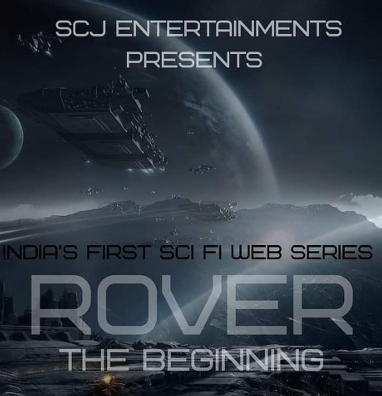 SCJ ENTERTAINMENTS
PRESENTS
INDIA'S FIRST SCI FI WEB SERIES
ROVER
THE BEGINNING